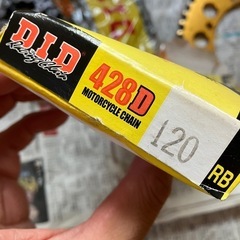 D.I.D
Racing Chain
428D
MOTORCYCLE CHAIN
120
RB